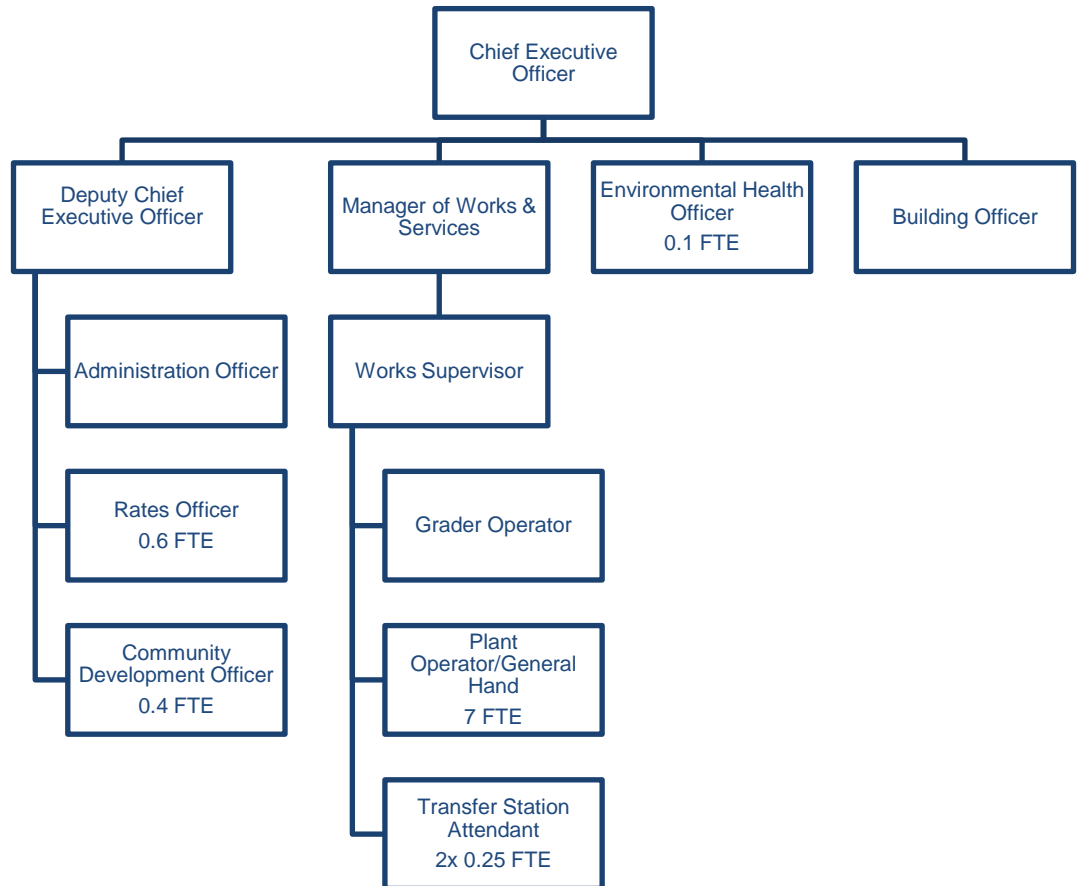 Chief Executive
Officer
Deputy Chief
Executive Officer
Manager of Works &
Services
Environmental Health
Officer
0.1 FTE
Building Officer
Administration Officer
Works Supervisor
Rates Officer
0.6 FTE
Grader Operator
Community
Development Officer
0.4 FTE
Plant
Operator/General
Hand
7 FTE
Transfer Station
Attendant
2x 0.25 FTE